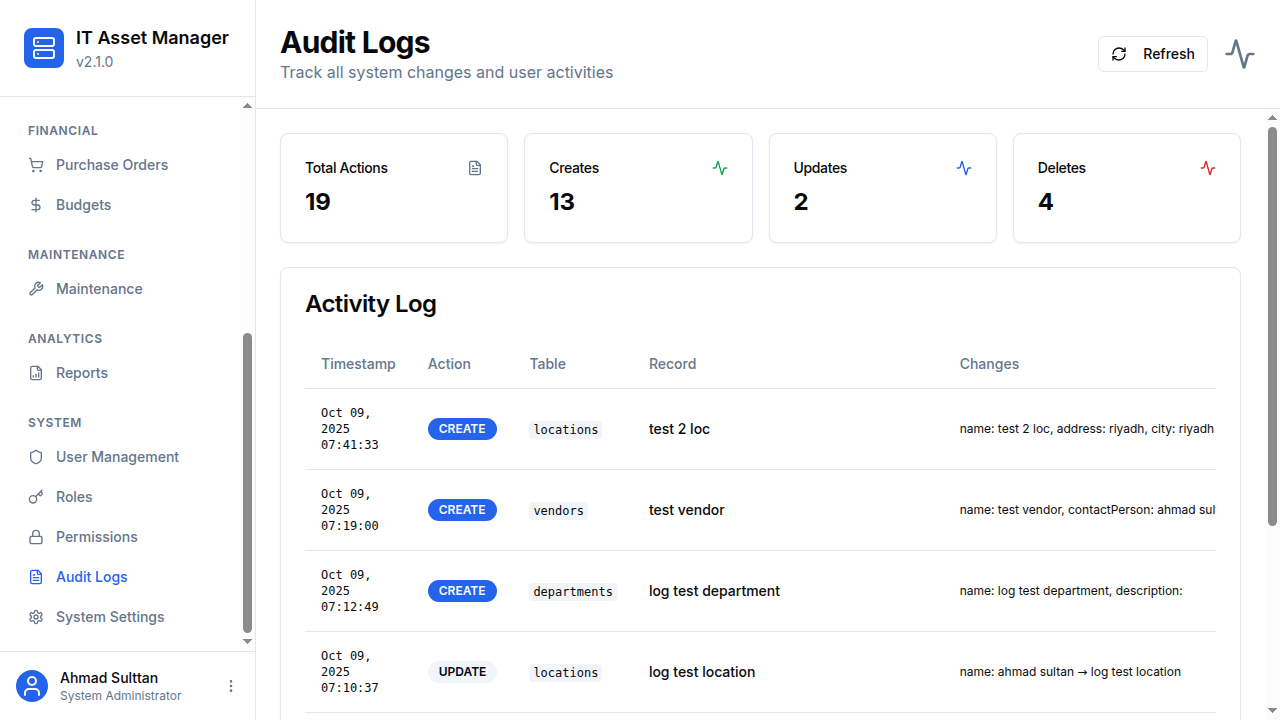 IT Asset Manager
v2.1.0
FINANCIAL
Purchase Orders
Budgets
MAINTENANCE
Maintenance
ANALYTICS
Reports
SYSTEM
User Management
Roles
Permissions
Audit Logs
System Settings
Ahmad Sulttan
System Administrator
Audit Logs
Track all system changes and user activities
Refresh
Total Actions
19
Creates
13
Updates
2
Deletes
4
Activity Log
Timestamp Action Table Record Changes
Oct 09,
2025
07:41:33
CREATE locations test 2 loc name: test 2 loc, address: riyadh, city: riyadh
Oct 09,
2025
07:19:00
CREATE vendors test vendor name: test vendor, contactPerson: ahmad sul
Oct 09,
2025
07:12:49
CREATE departments log test department name: log test department, description:
Oct 09,
2025
07:10:37
UPDATE locations log test location name: ahmad sultan → log test location